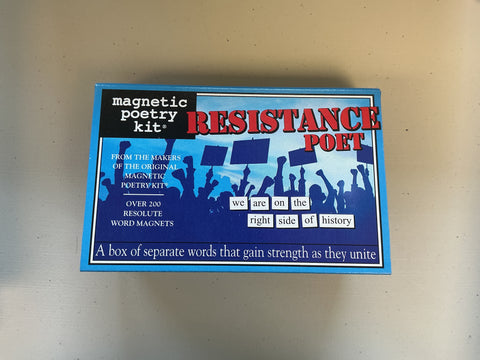 magnetic
poetry
kit®
RESISTANCE
POET
FROM THE MAKERS
OF THE ORIGINAL
MAGNETIC
POETRY KIT®
OVER 200
RESOLUTE
WORD MAGNETS
we are on the
right side of history
A box of separate words that gain strength as they unite